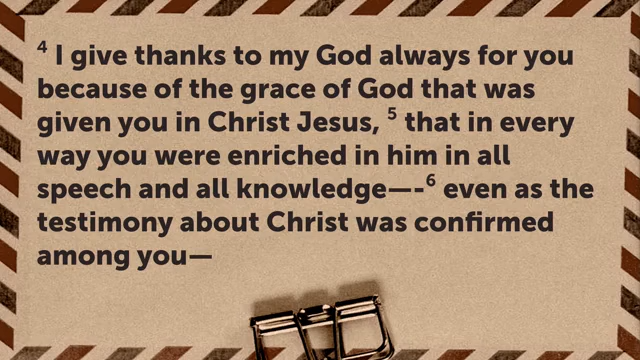 ⁴ I give thanks to my God always for you
because of the grace of God that was
given you in Christ Jesus, ⁵ that in every
way you were enriched in him in all
speech and all knowledge—-⁶ even as the
testimony about Christ was confirmed
among you—